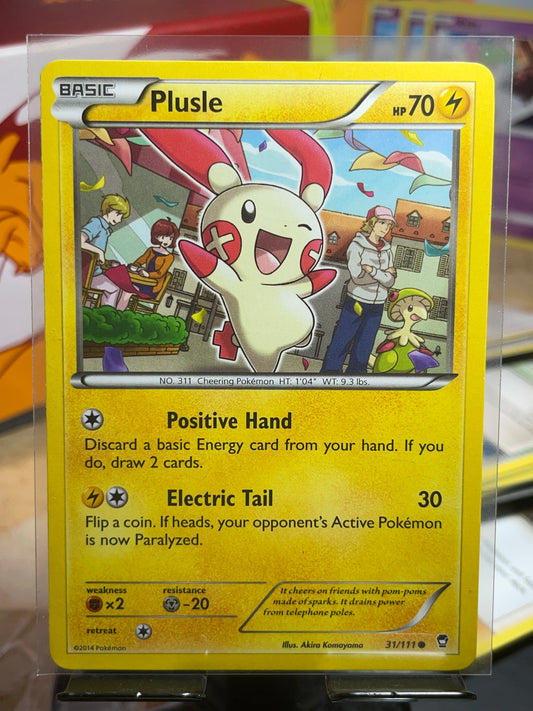 BASIC
Plusle
HP 70
NO. 311 Cheering Pokémon HT: 1'04" WT: 9.3 lbs.
Positive Hand
Discard a basic Energy card from your hand. If you
do, draw 2 cards.
Electric Tail 30
Flip a coin. If heads, your opponent's Active Pokémon
is now Paralyzed.
weakness resistance
×2 -20
It cheers on friends with pom-poms
made of sparks. It drains power
from telephone poles.
retreat
©2014 Pokémon Illus. Akira Komayama 31/111